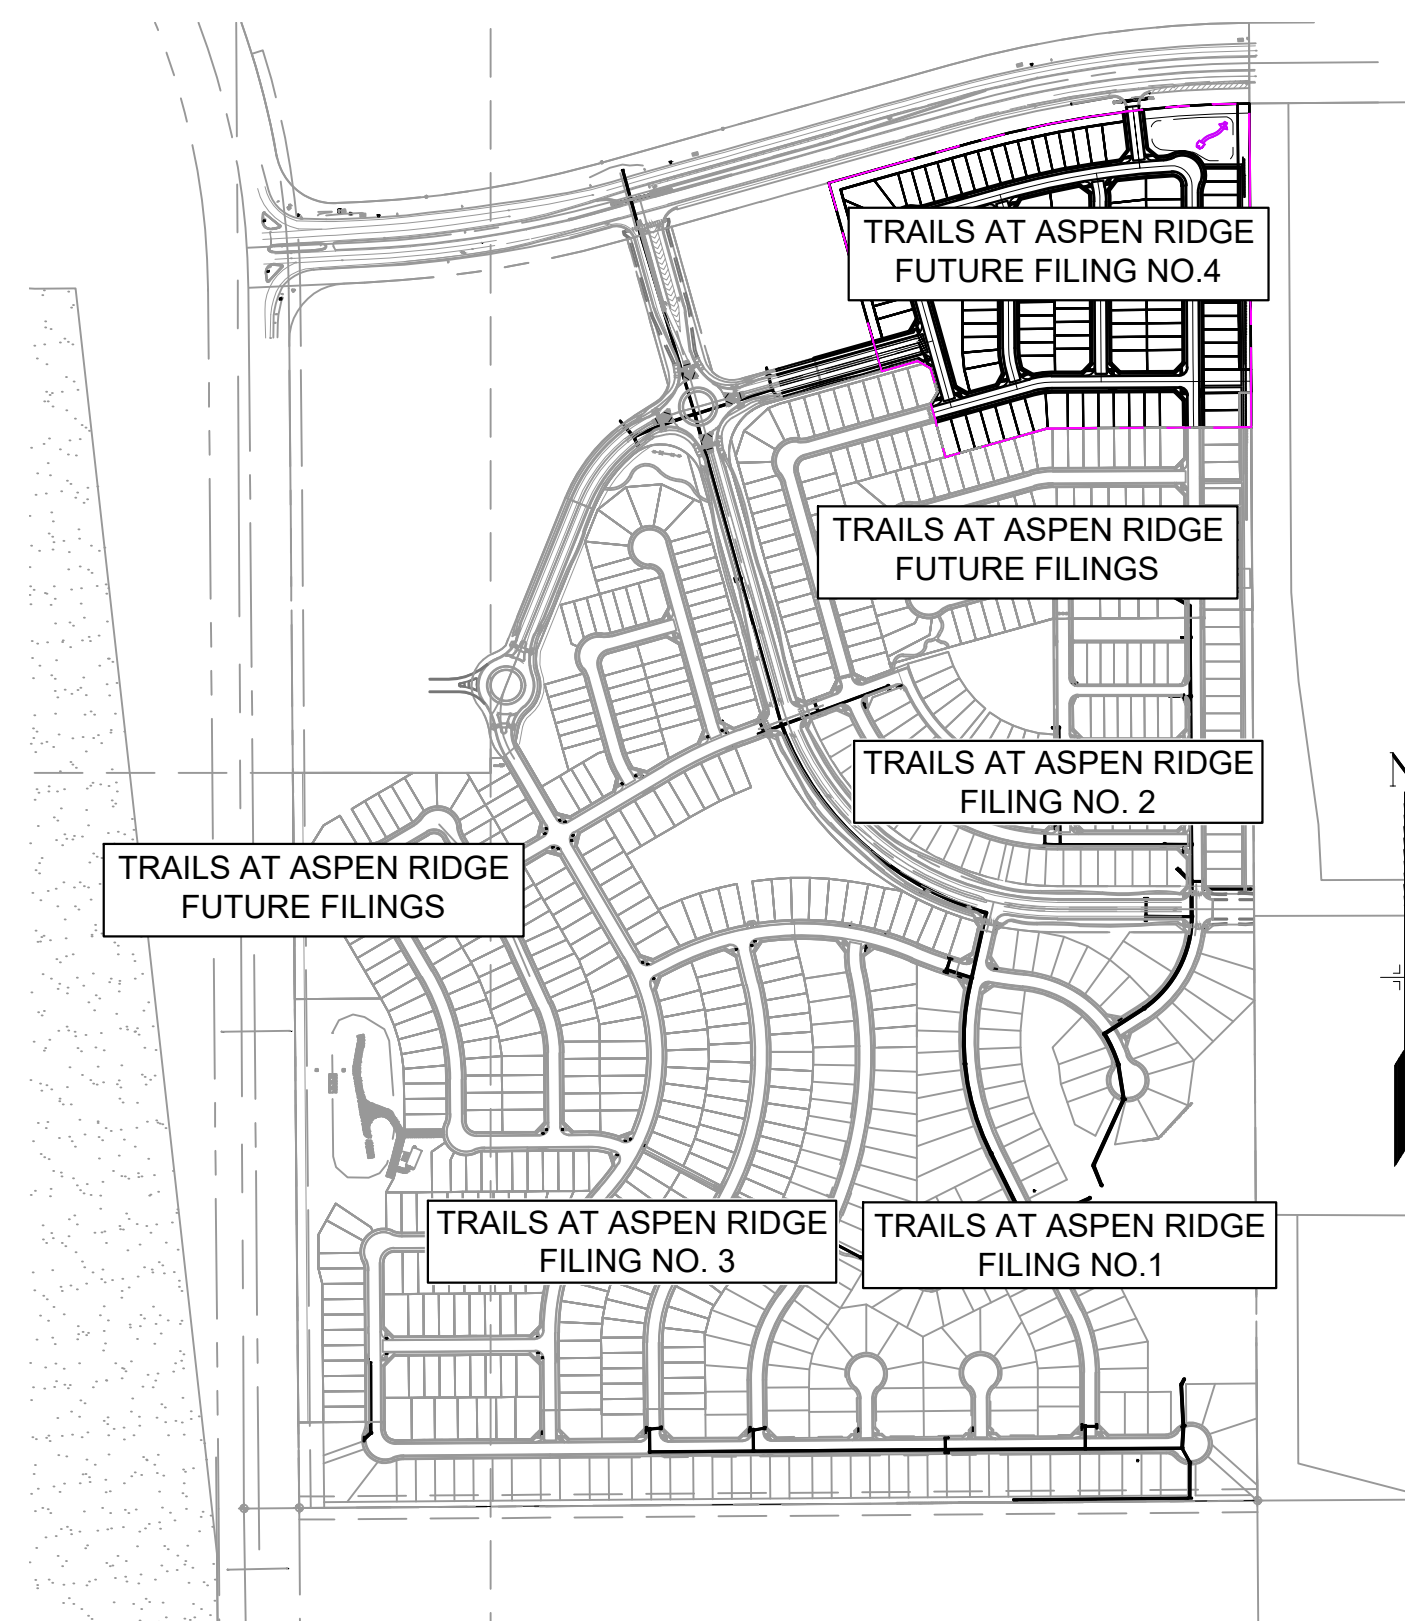 TRAILS AT ASPEN RIDGE
FUTURE FILING NO.4
TRAILS AT ASPEN RIDGE
FUTURE FILINGS
TRAILS AT ASPEN RIDGE
FILING NO. 2
TRAILS AT ASPEN RIDGE
FUTURE FILINGS
TRAILS AT ASPEN RIDGE
FILING NO. 3
TRAILS AT ASPEN RIDGE
FILING NO.1